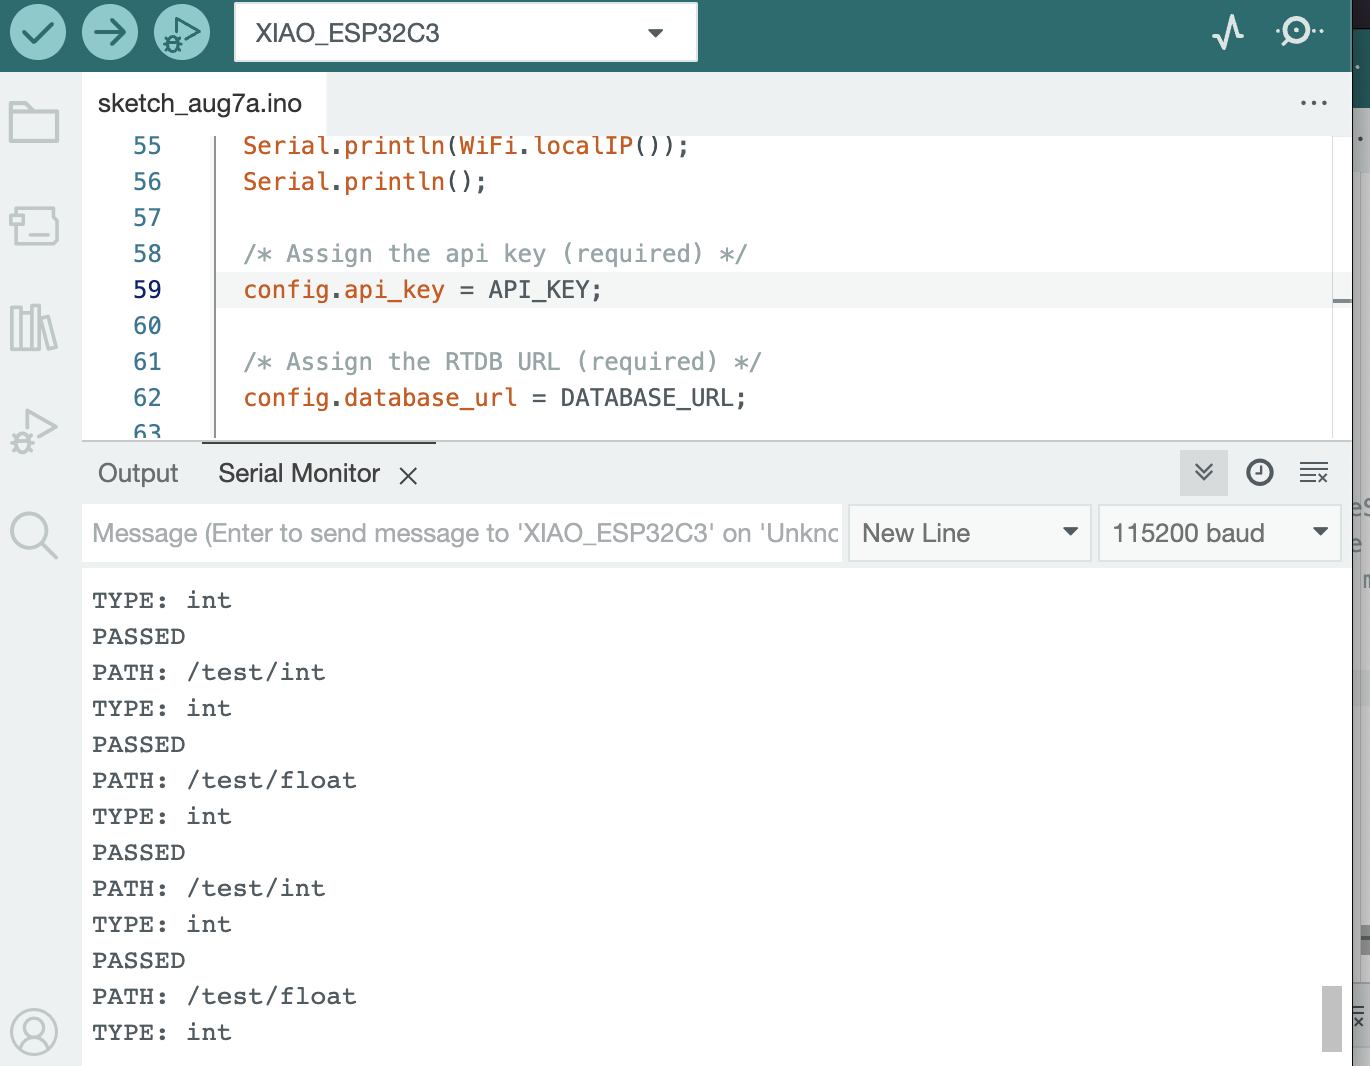 XIAO_ESP32C3
sketch_aug7a.ino
55 Serial.println(WiFi.localIP());
56 Serial.println();
57
58 /* Assign the api key (required) */
59 config.api_key = API_KEY;
60
61 /* Assign the RTDB URL (required) */
62 config.database_url = DATABASE_URL;
63
Output Serial Monitor
Message (Enter to send message to 'XIAO_ESP32C3' on 'Unkno New Line 115200 baud
TYPE: int
PASSED
PATH: /test/int
TYPE: int
PASSED
PATH: /test/float
TYPE: int
PASSED
PATH: /test/int
TYPE: int
PASSED
PATH: /test/float
TYPE: int